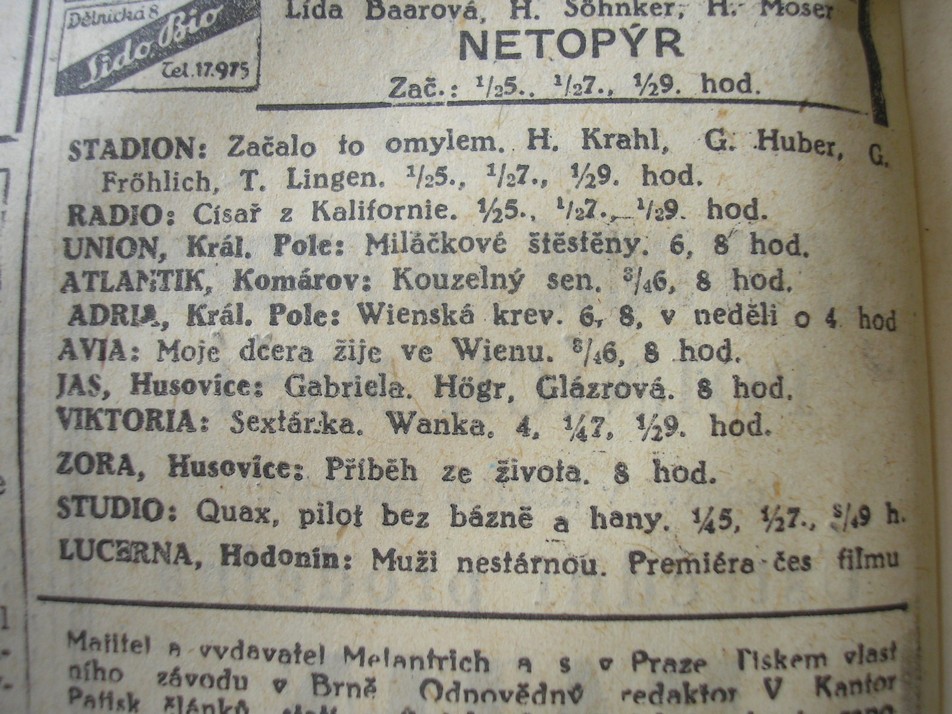 Dělnická 8
Lido Bio
Tel. 17.975
Lída Baarová, H. Söhnker, H. Moser
NETOPÝR
Zač.: ½5., ½7., ½9. hod.
STADION: Začalo to omylem. H. Krahl, G. Huber, G.
Fröhlich, T. Lingen. ½5., ½7., ½9. hod.
RADIO: Císař z Kalifornie. ½5., ½7., ½9. hod.
UNION, Král. Pole: Miláčkové štěstěny. 6, 8 hod.
ATLANTIK, Komárov: Kouzelný sen. ¾6, 8 hod.
ADRIA, Král. Pole: Wienská krev. 6, 8, v neděli o 4 hod
AVIA: Moje dcera žije ve Wienu. ¾6, 8 hod.
JAS, Husovice: Gabriela. Högr, Glázrová. 8 hod.
VIKTORIA: Sextánka. Wanka. 4, ¼7, ½9. hod.
ZORA, Husovice: Příběh ze života. 8 hod.
STUDIO: Quax, pilot bez bázně a hany. ¼5, ½7., ¾9 h.
LUCERNA, Hodonín: Muži nestárnou. Premiéra čes filmu
Majitel a vydavatel Melantrich a s v Praze Tiskem vlast
ního závodu v Brně Odpovědný redaktor V Kantor
Patisk článků